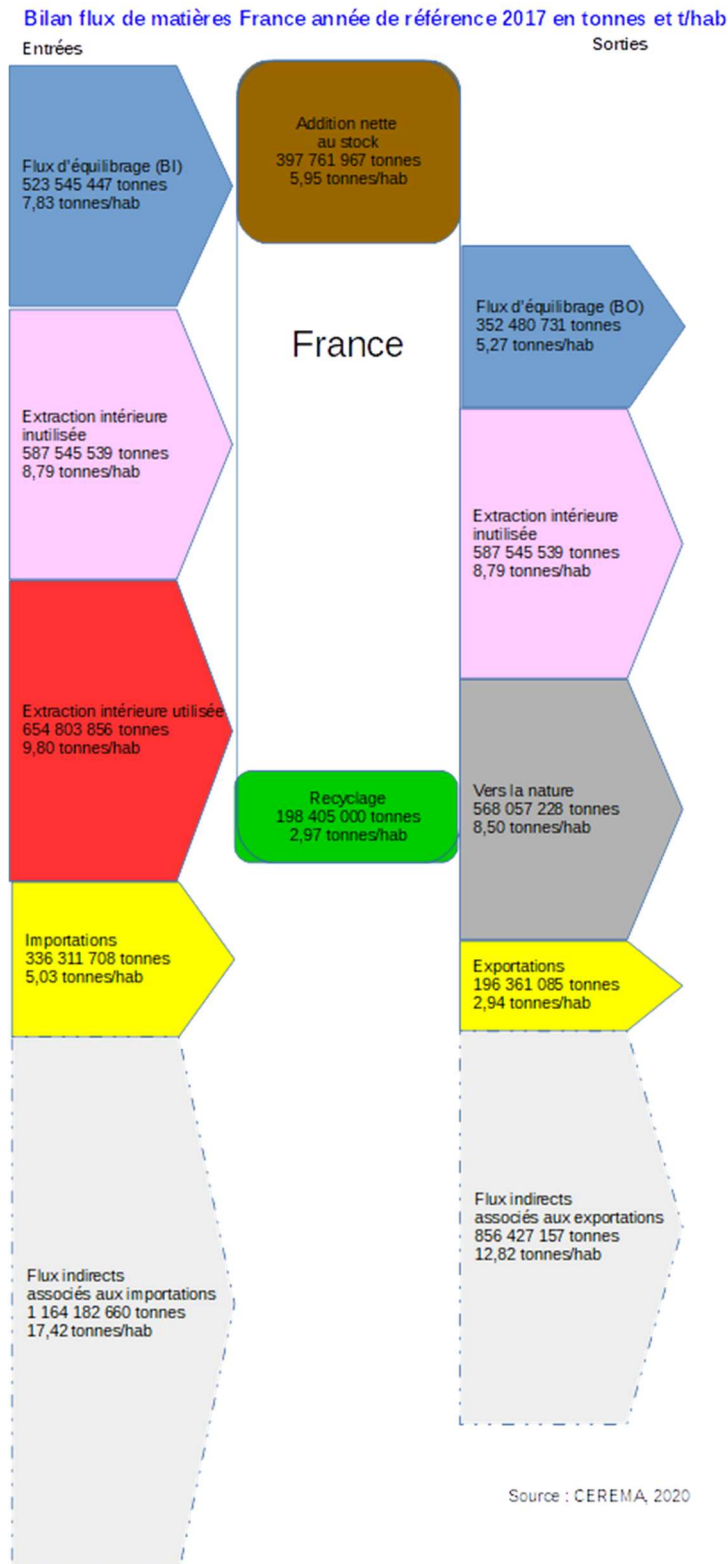 Bilan flux de matières France année de référence 2017 en tonnes et t/hab
Entrées
Sorties
Flux d'équilibrage (BI)
523 545 447 tonnes
7,83 tonnes/hab
Extraction intérieure
inutilisée
587 545 539 tonnes
8,79 tonnes/hab
Extraction intérieure utilisée
654 803 856 tonnes
9,80 tonnes/hab
Importations
336 311 708 tonnes
5,03 tonnes/hab
Flux indirects
associés aux importations
1 164 182 660 tonnes
17,42 tonnes/hab
Addition nette
au stock
397 761 967 tonnes
5,95 tonnes/hab
France
Recyclage
198 405 000 tonnes
2,97 tonnes/hab
Flux d'équilibrage (BO)
352 480 731 tonnes
5,27 tonnes/hab
Extraction intérieure
inutilisée
587 545 539 tonnes
8,79 tonnes/hab
Vers la nature
568 057 228 tonnes
8,50 tonnes/hab
Exportations
196 361 085 tonnes
2,94 tonnes/hab
Flux indirects
associés aux exportations
856 427 157 tonnes
12,82 tonnes/hab
Source : CEREMA, 2020